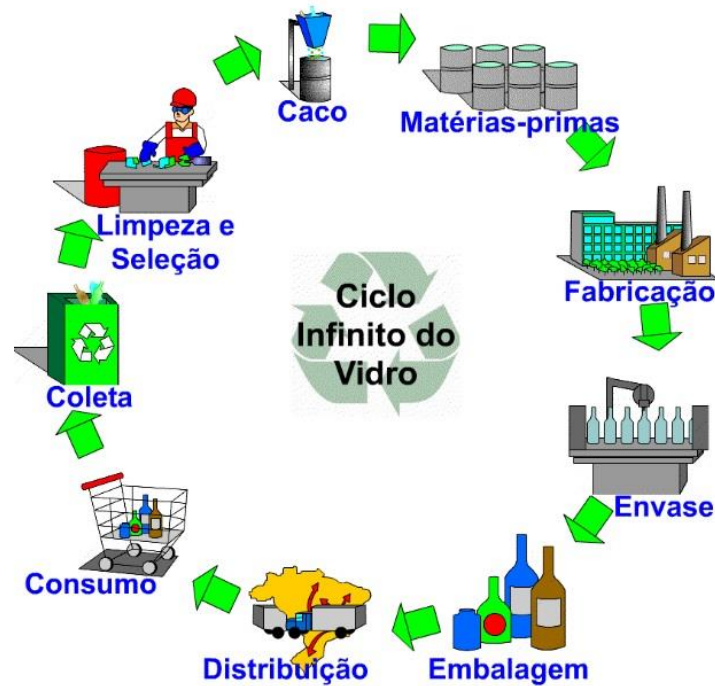 Caco
Matérias-primas
Fabricação
Envase
Embalagem
Distribuição
Consumo
Coleta
Limpeza e
Seleção
Ciclo
Infinito do
Vidro